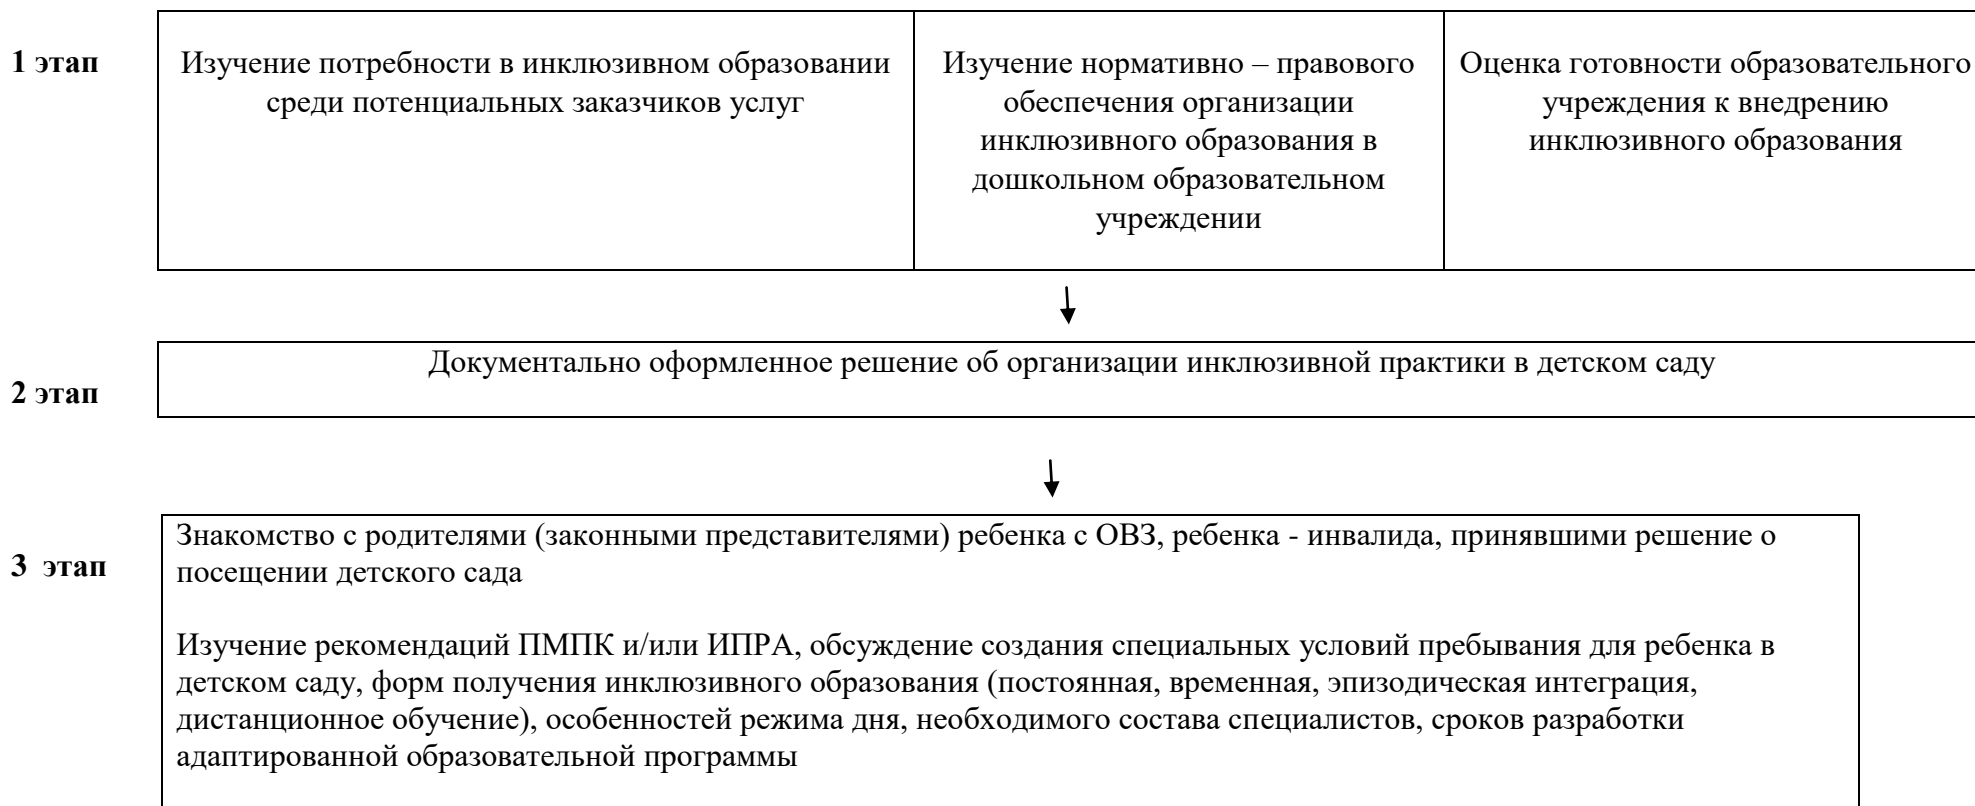 1 этап
Изучение потребности в инклюзивном образовании
среди потенциальных заказчиков услуг
Изучение нормативно – правового
обеспечения организации
инклюзивного образования в
дошкольном образовательном
учреждении
Оценка готовности образовательного
учреждения к внедрению
инклюзивного образования
2 этап
Документально оформленное решение об организации инклюзивной практики в детском саду
3 этап
Знакомство с родителями (законными представителями) ребенка с ОВЗ, ребенка - инвалида, принявшими решение о
посещении детского сада
Изучение рекомендаций ПМПК и/или ИПРА, обсуждение создания специальных условий пребывания для ребенка в
детском саду, форм получения инклюзивного образования (постоянная, временная, эпизодическая интеграция,
дистанционное обучение), особенностей режима дня, необходимого состава специалистов, сроков разработки
адаптированной образовательной программы